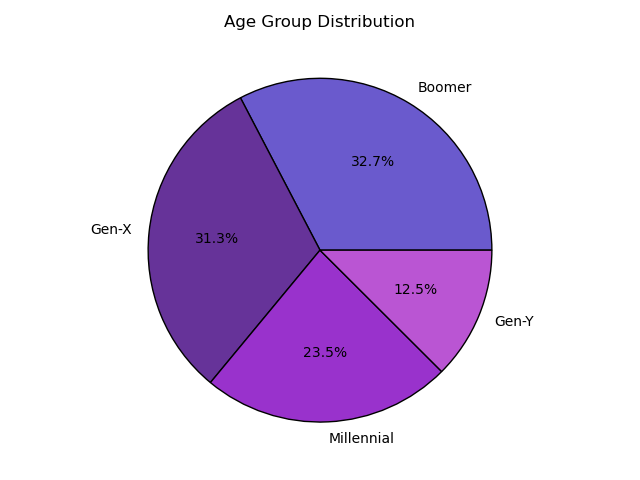 Age Group Distribution
Boomer
32.7%
Gen-X
31.3%
12.5%
Gen-Y
23.5%
Millennial